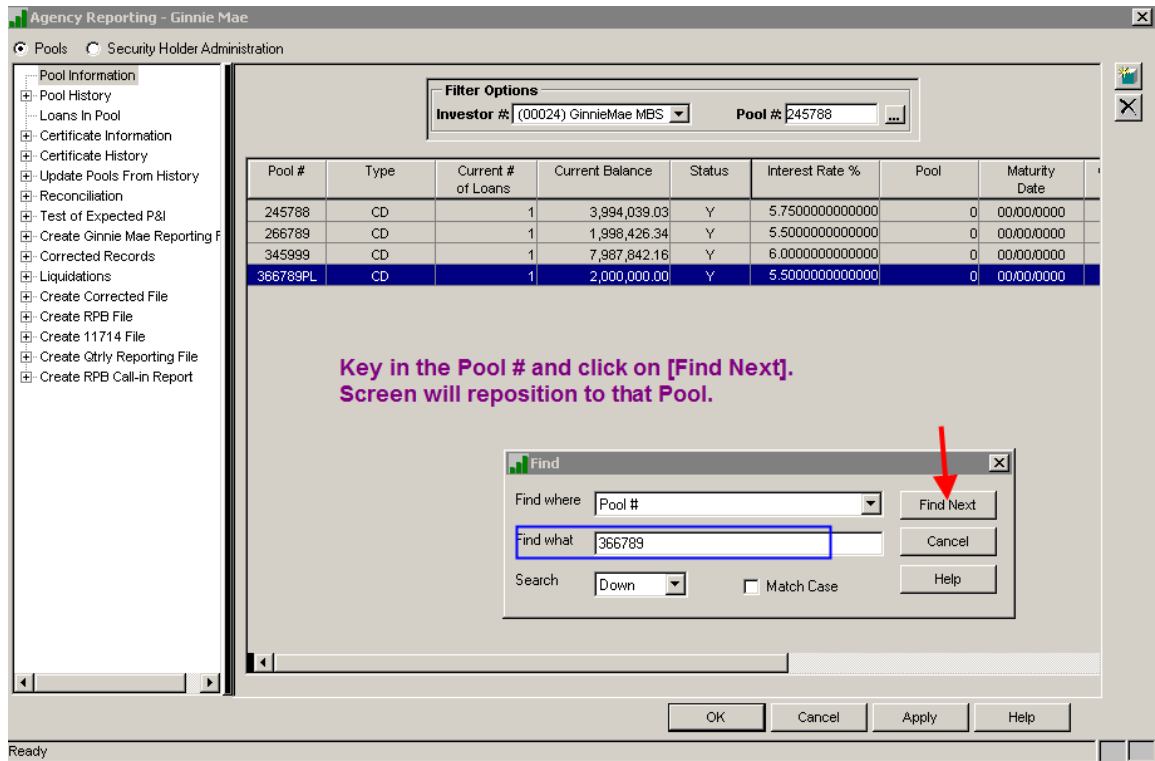 Agency Reporting - Ginnie Mae
Pools Security Holder Administration
Pool Information
Pool History
Loans In Pool
Certificate Information
Certificate History
Update Pools From History
Reconciliation
Test of Expected P&I
Create Ginnie Mae Reporting F
Corrected Records
Liquidations
Create Corrected File
Create RPB File
Create 11714 File
Create Qtrly Reporting File
Create RPB Call-in Report
Filter Options
Investor #: (00024) GinnieMae MBS Pool #: 245788 ...
Pool # Type Current # of Loans Current Balance Status Interest Rate % Pool Maturity Date
245788 CD 1 3,994,039.03 Y 5.7500000000000 0 00/00/0000
266789 CD 1 1,998,426.34 Y 5.5000000000000 0 00/00/0000
345999 CD 1 7,987,842.16 Y 6.0000000000000 0 00/00/0000
366789PL CD 1 2,000,000.00 Y 5.5000000000000 0 00/00/0000
Key in the Pool # and click on [Find Next].
Screen will reposition to that Pool.
Find
Find where Pool # Find Next
Find what 366789 Cancel
Search Down Match Case Help
OK Cancel Apply Help
Ready